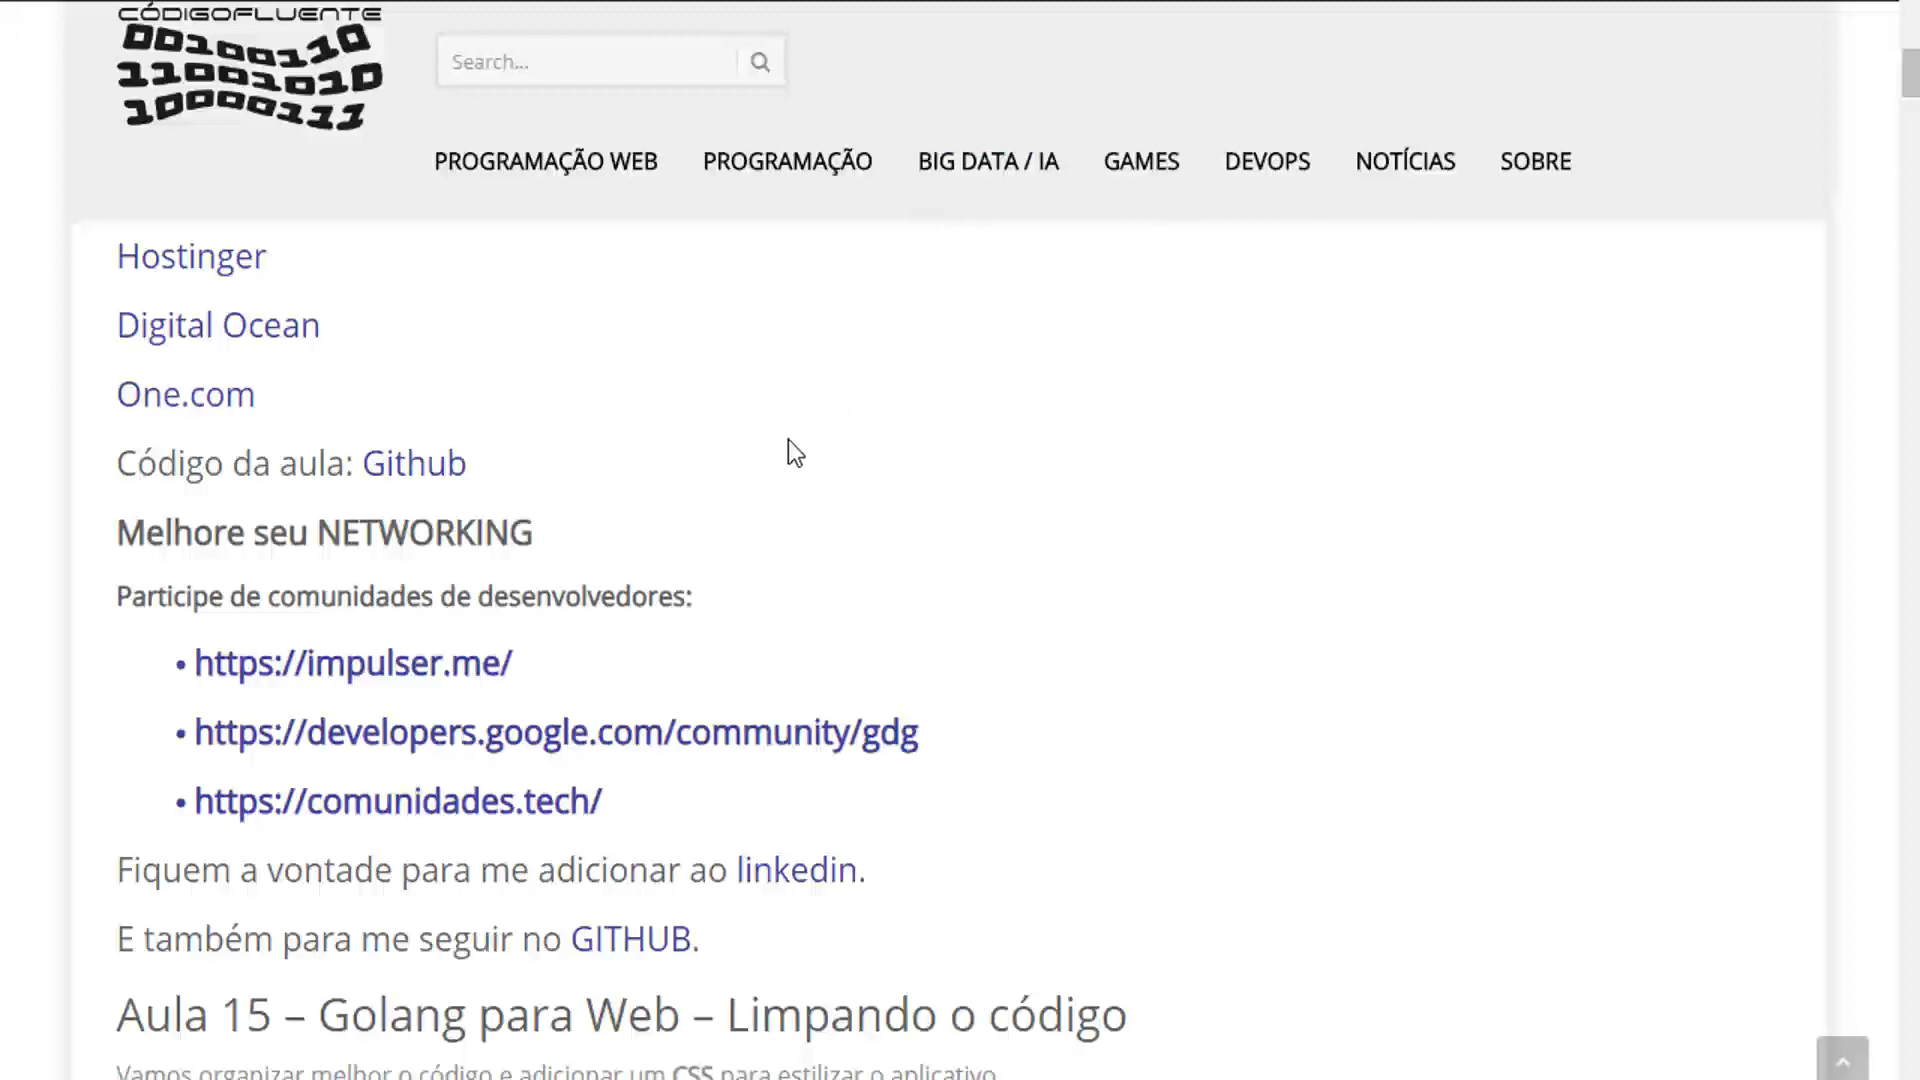 CÓDIGOFLUENTE
00100110
11001010
10000111
Search...
PROGRAMAÇÃO WEB PROGRAMAÇÃO BIG DATA / IA GAMES DEVOPS NOTÍCIAS SOBRE
Hostinger
Digital Ocean
One.com
Código da aula: Github
Melhore seu NETWORKING
Participe de comunidades de desenvolvedores:
• https://impulser.me/
• https://developers.google.com/community/gdg
• https://comunidades.tech/
Fiquem a vontade para me adicionar ao linkedin.
E também para me seguir no GITHUB.
Aula 15 – Golang para Web – Limpando o código
Vamos organizar melhor o código e adicionar um CSS para estilizar o aplicativo